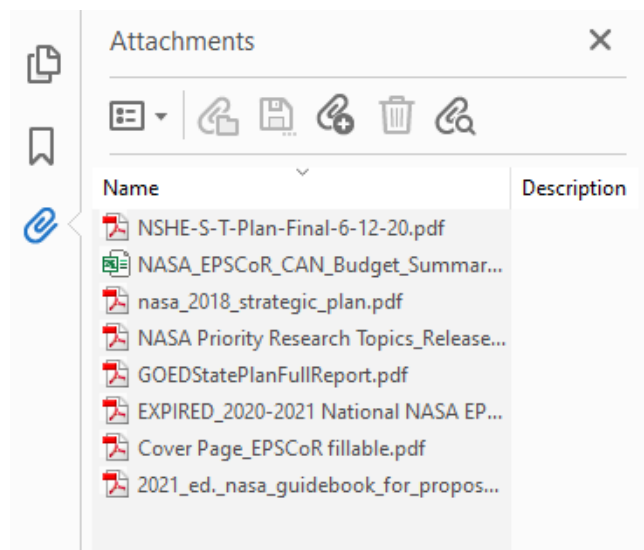 Attachments
Name Description
NSHE-S-T-Plan-Final-6-12-20.pdf
NASA_EPSCoR_CAN_Budget_Summar...
nasa_2018_strategic_plan.pdf
NASA Priority Research Topics_Release...
GOEDStatePlanFullReport.pdf
EXPIRED_2020-2021 National NASA EP...
Cover Page_EPSCoR fillable.pdf
2021_ed._nasa_guidebook_for_propos...